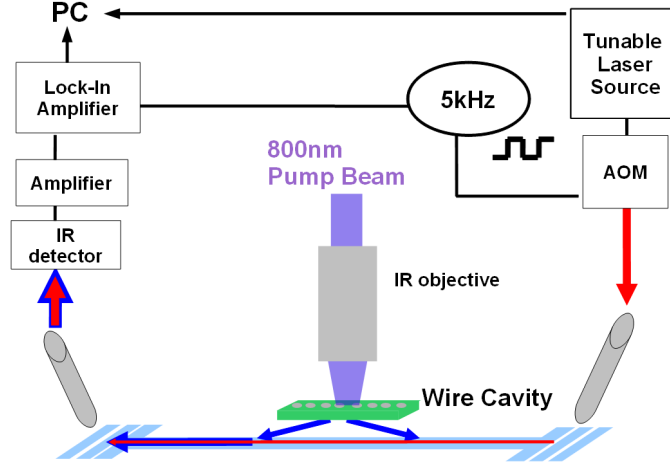 PC
Tunable
Laser
Source
Lock-In
Amplifier
5kHz
800nm
Pump Beam
AOM
Amplifier
IR
detector
IR objective
Wire Cavity